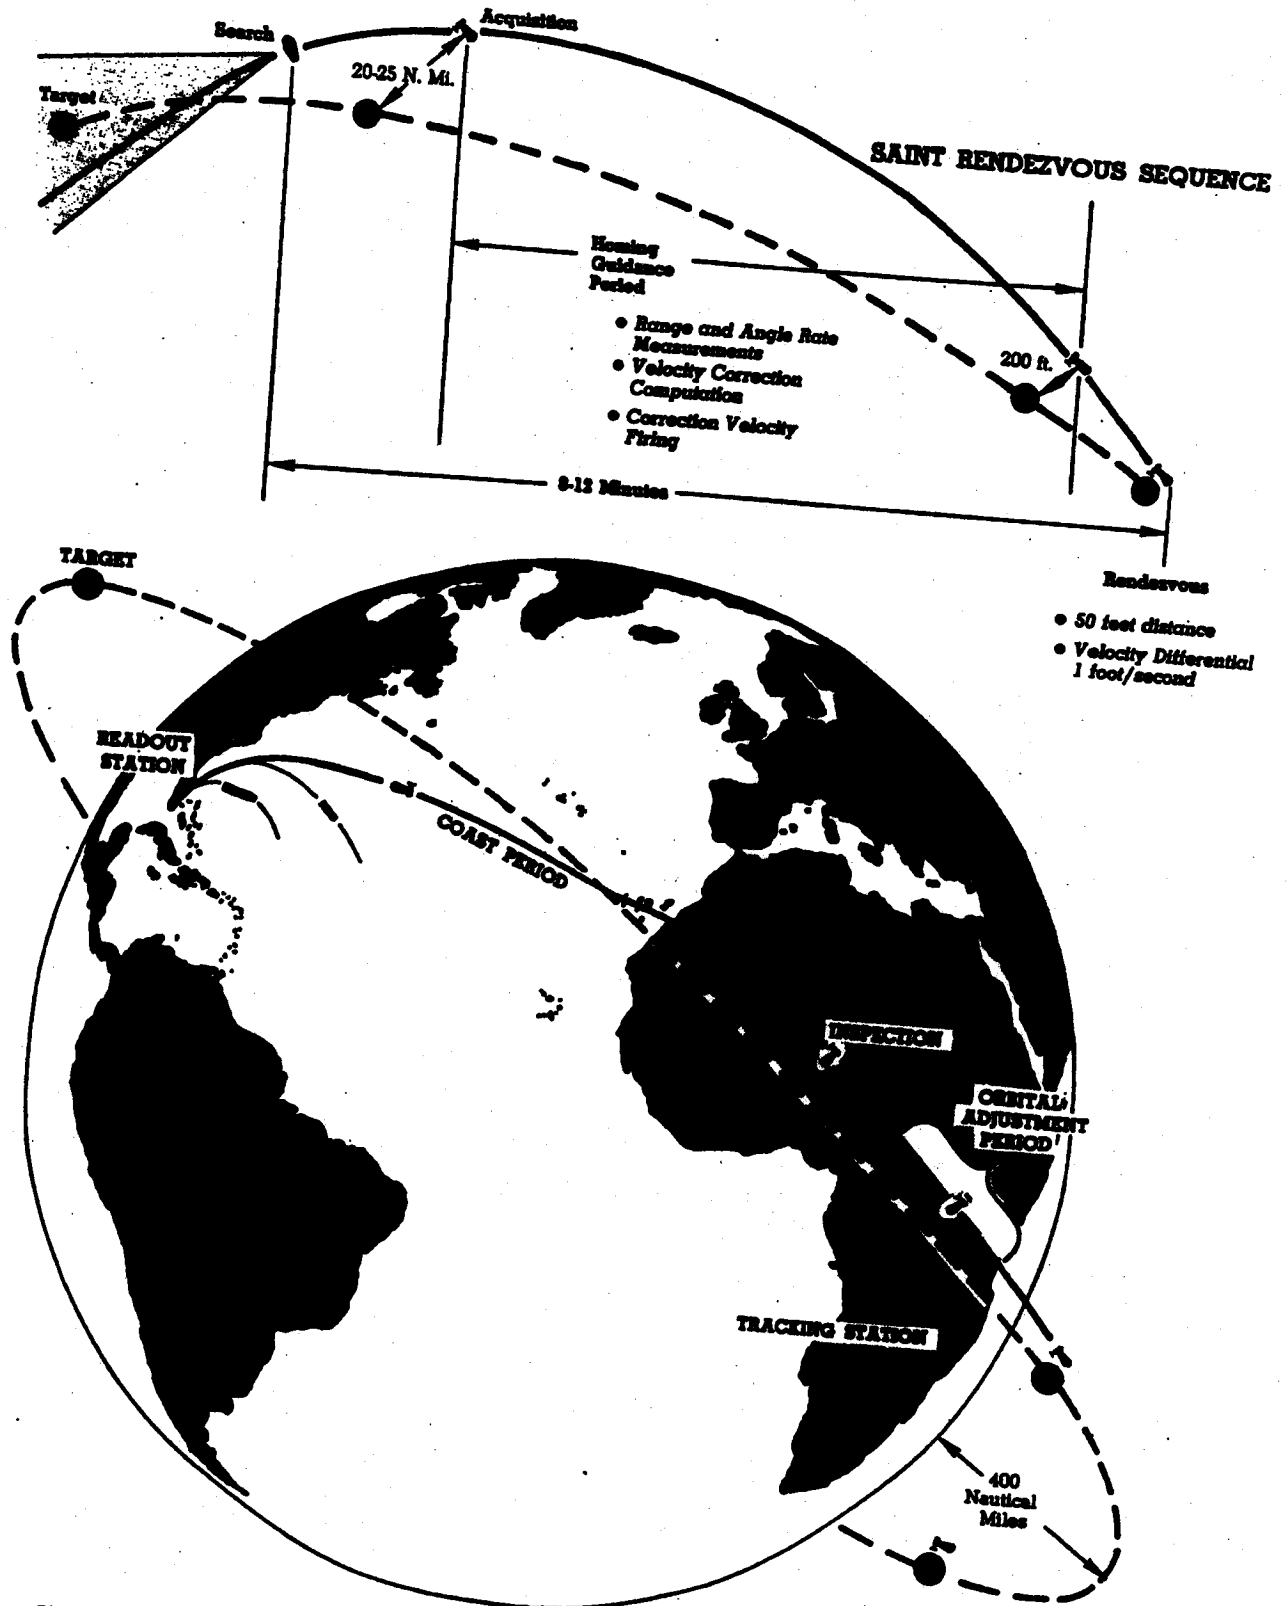 Search
Acquisition
20-25 N. Mi.
Target
SAINT RENDEZVOUS SEQUENCE
Homing
Guidance
Period
• Range and Angle Rate
Measurements
• Velocity Correction
Computation
• Correction Velocity
Firing
200 ft.
8-12 Minutes
Rendezvous
• 50 feet distance
• Velocity Differential
1 foot/second
TARGET
READOUT
STATION
COAST PERIOD
INSPECTION
ORBITAL
ADJUSTMENT
PERIOD
TRACKING STATION
400
Nautical
Miles